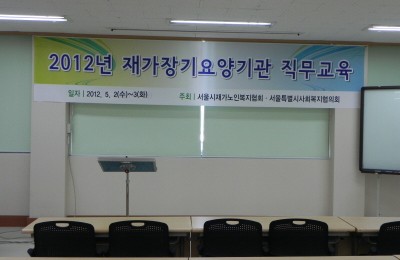 2012년 재가장기요양기관 직무교육
일자 | 2012. 5. 2(수)~3(화)
주최 | 서울시재가노인복지협회 · 서울특별시사회복지협의회